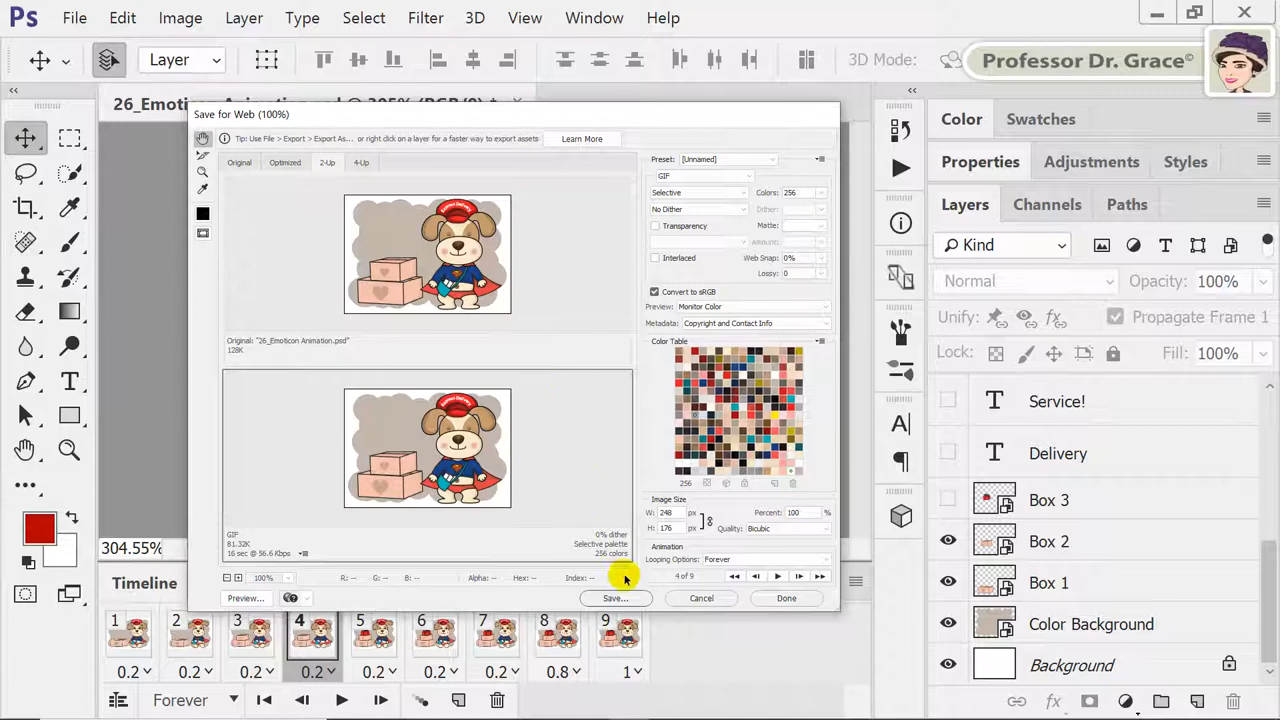 Ps File Edit Image Layer Type Select Filter 3D View Window Help
Layer 3D Mode:
Professor Dr. Grace©
Save for Web (100%)
Tip: Use File > Export > Export As... or right click on a layer for a faster way to export assets Learn More
Original Optimized 2-Up 4-Up
Original: "26_Emoticon Animation.psd"
128K
GIF
81.32K
16 sec @ 56.6 Kbps
0% dither
Selective palette
256 colors
100% R: -- G: -- B: -- Alpha: -- Hex: -- Index: --
Preview... Save... Cancel Done
Preset: [Unnamed]
GIF
Selective Colors: 256
No Dither Dither:
Transparency Matte:
Amount:
Interlaced Web Snap: 0%
Lossy: 0
Convert to sRGB
Preview: Monitor Color
Metadata: Copyright and Contact Info
Color Table
256
Image Size
W: 248 px Percent: 100 %
H: 176 px Quality: Bicubic
Animation
Looping Options: Forever
4 of 9
Color Swatches
Properties Adjustments Styles
Layers Channels Paths
Kind
Normal Opacity: 100%
Unify: Propagate Frame 1
Lock: Fill: 100%
Service!
Delivery
Box 3
Box 2
Box 1
Color Background
Background
304.55%
Timeline
1 2 3 4 5 6 7 8 9
0.2 0.2 0.2 0.2 0.2 0.2 0.2 0.8 1
Forever